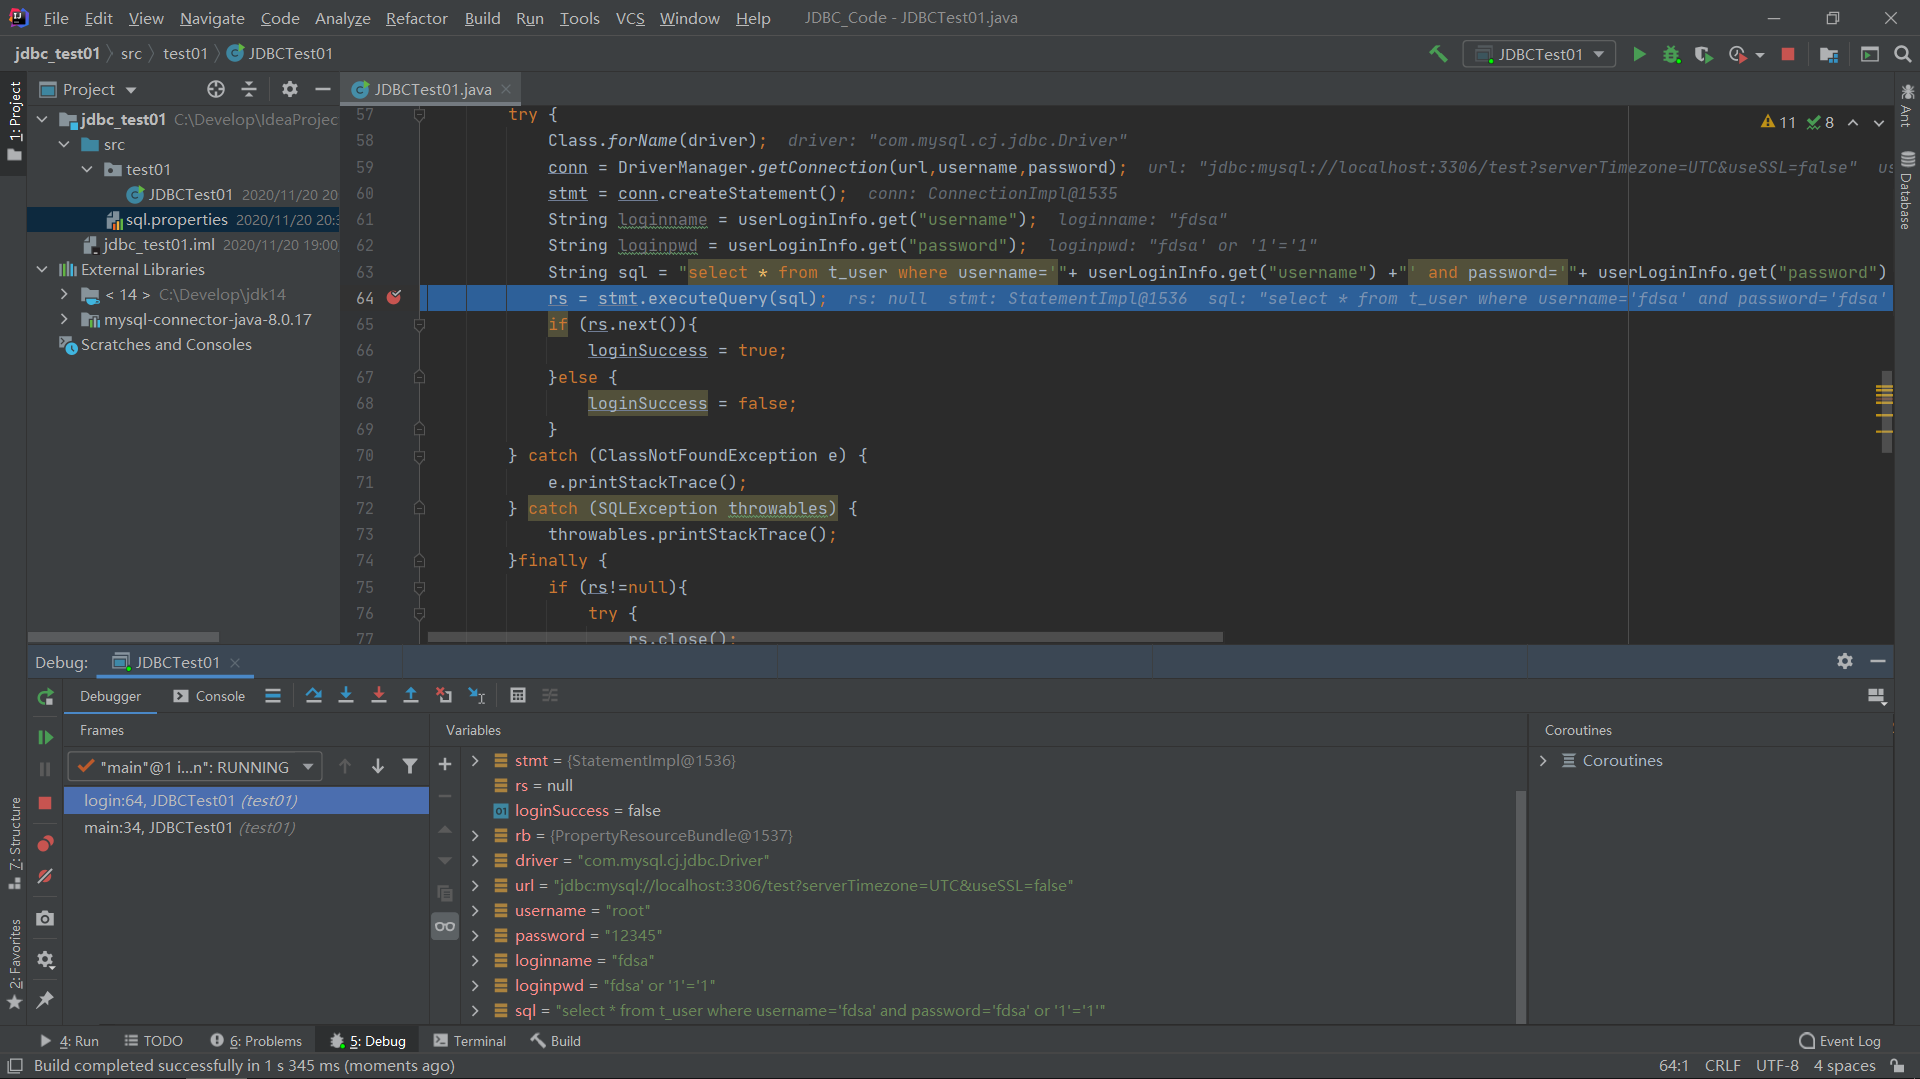 File Edit View Navigate Code Analyze Refactor Build Run Tools VCS Window Help JDBC_Code - JDBCTest01.java
jdbc_test01 src test01 JDBCTest01 JDBCTest01
1: Project
Project
jdbc_test01 C:\Develop\IdeaProjec
src
test01
JDBCTest01 2020/11/20 20
sql.properties 2020/11/20 20:3
jdbc_test01.iml 2020/11/20 19:00,
External Libraries
< 14 > C:\Develop\jdk14
mysql-connector-java-8.0.17
Scratches and Consoles
JDBCTest01.java
11 8
57 try {
58 Class.forName(driver); driver: "com.mysql.cj.jdbc.Driver"
59 conn = DriverManager.getConnection(url,username,password); url: "jdbc:mysql://localhost:3306/test?serverTimezone=UTC&useSSL=false" us
60 stmt = conn.createStatement(); conn: ConnectionImpl@1535
61 String loginname = userLoginInfo.get("username"); loginname: "fdsa"
62 String loginpwd = userLoginInfo.get("password"); loginpwd: "fdsa' or '1'='1"
63 String sql = "select * from t_user where username='"+ userLoginInfo.get("username") +"' and password='"+ userLoginInfo.get("password")
64 rs = stmt.executeQuery(sql); rs: null stmt: StatementImpl@1536 sql: "select * from t_user where username='fdsa' and password='fdsa'
65 if (rs.next()){
66 loginSuccess = true;
67 }else {
68 loginSuccess = false;
69 }
70 } catch (ClassNotFoundException e) {
71 e.printStackTrace();
72 } catch (SQLException throwables) {
73 throwables.printStackTrace();
74 }finally {
75 if (rs!=null){
76 try {
77 rs.close();
Ant
Database
Debug: JDBCTest01
Debugger Console
Frames
"main"@1 i...n": RUNNING
login:64, JDBCTest01 (test01)
main:34, JDBCTest01 (test01)
Variables
stmt = {StatementImpl@1536}
rs = null
01 loginSuccess = false
rb = {PropertyResourceBundle@1537}
driver = "com.mysql.cj.jdbc.Driver"
url = "jdbc:mysql://localhost:3306/test?serverTimezone=UTC&useSSL=false"
username = "root"
password = "12345"
loginname = "fdsa"
loginpwd = "fdsa' or '1'='1"
sql = "select * from t_user where username='fdsa' and password='fdsa' or '1'='1'"
Coroutines
Coroutines
7: Structure
2: Favorites
4: Run TODO 6: Problems 5: Debug Terminal Build Event Log
Build completed successfully in 1 s 345 ms (moments ago) 64:1 CRLF UTF-8 4 spaces